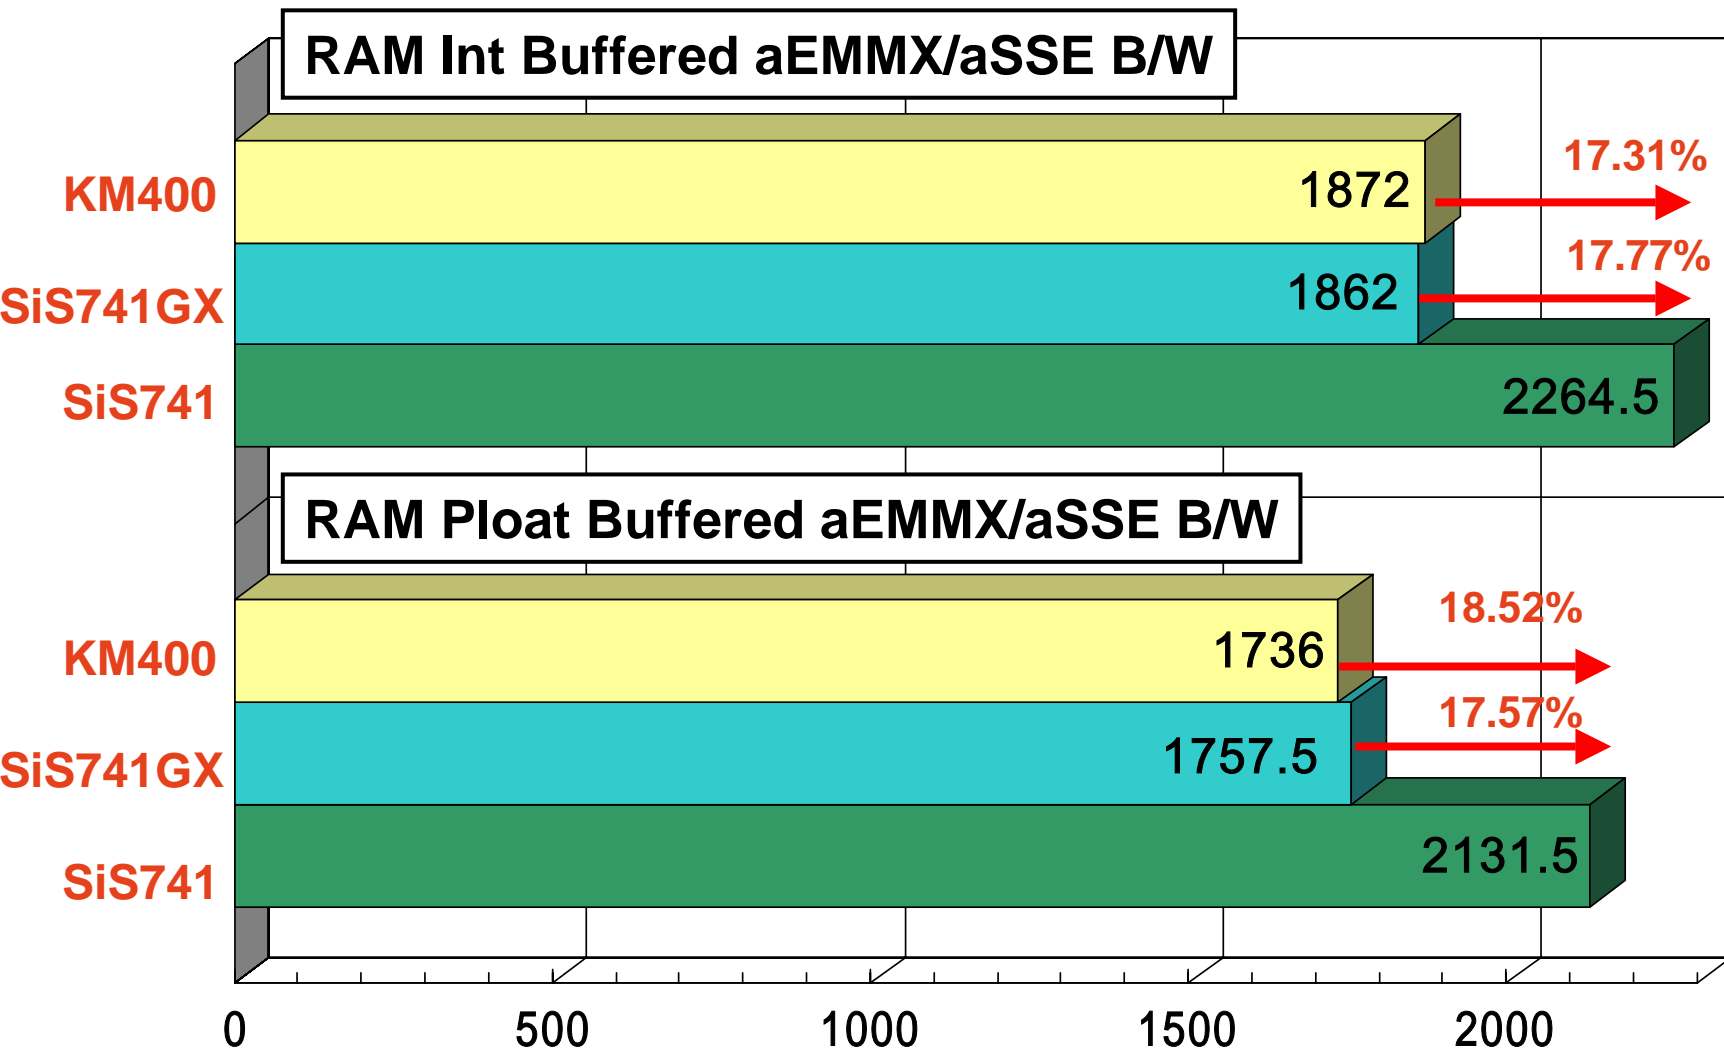 RAM Int Buffered aEMMX/aSSE B/W
KM400
1872
17.31%
SiS741GX
1862
17.77%
SiS741
2264.5
RAM Ploat Buffered aEMMX/aSSE B/W
KM400
1736
18.52%
SiS741GX
1757.5
17.57%
SiS741
2131.5
0 500 1000 1500 2000